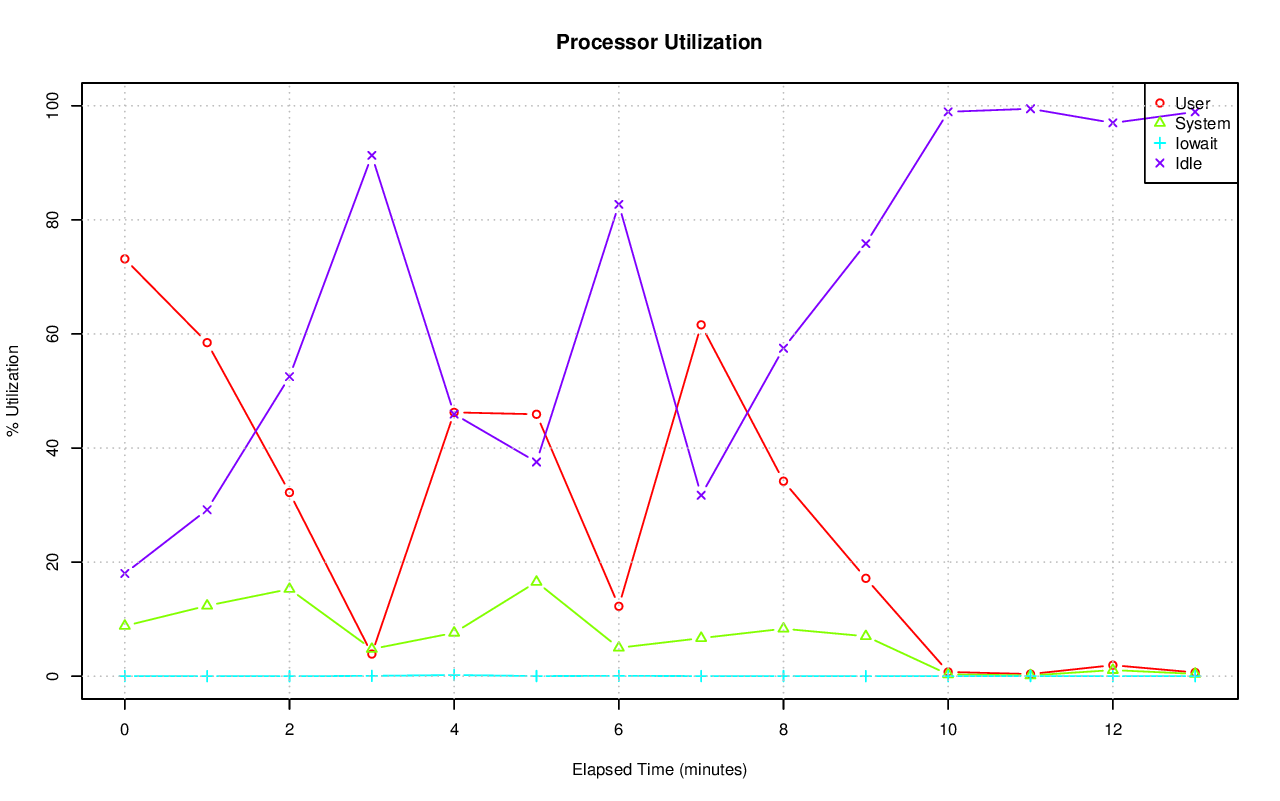 Processor Utilization
% Utilization
100
80
60
40
20
0
User
System
Iowait
Idle
0 2 4 6 8 10 12
Elapsed Time (minutes)